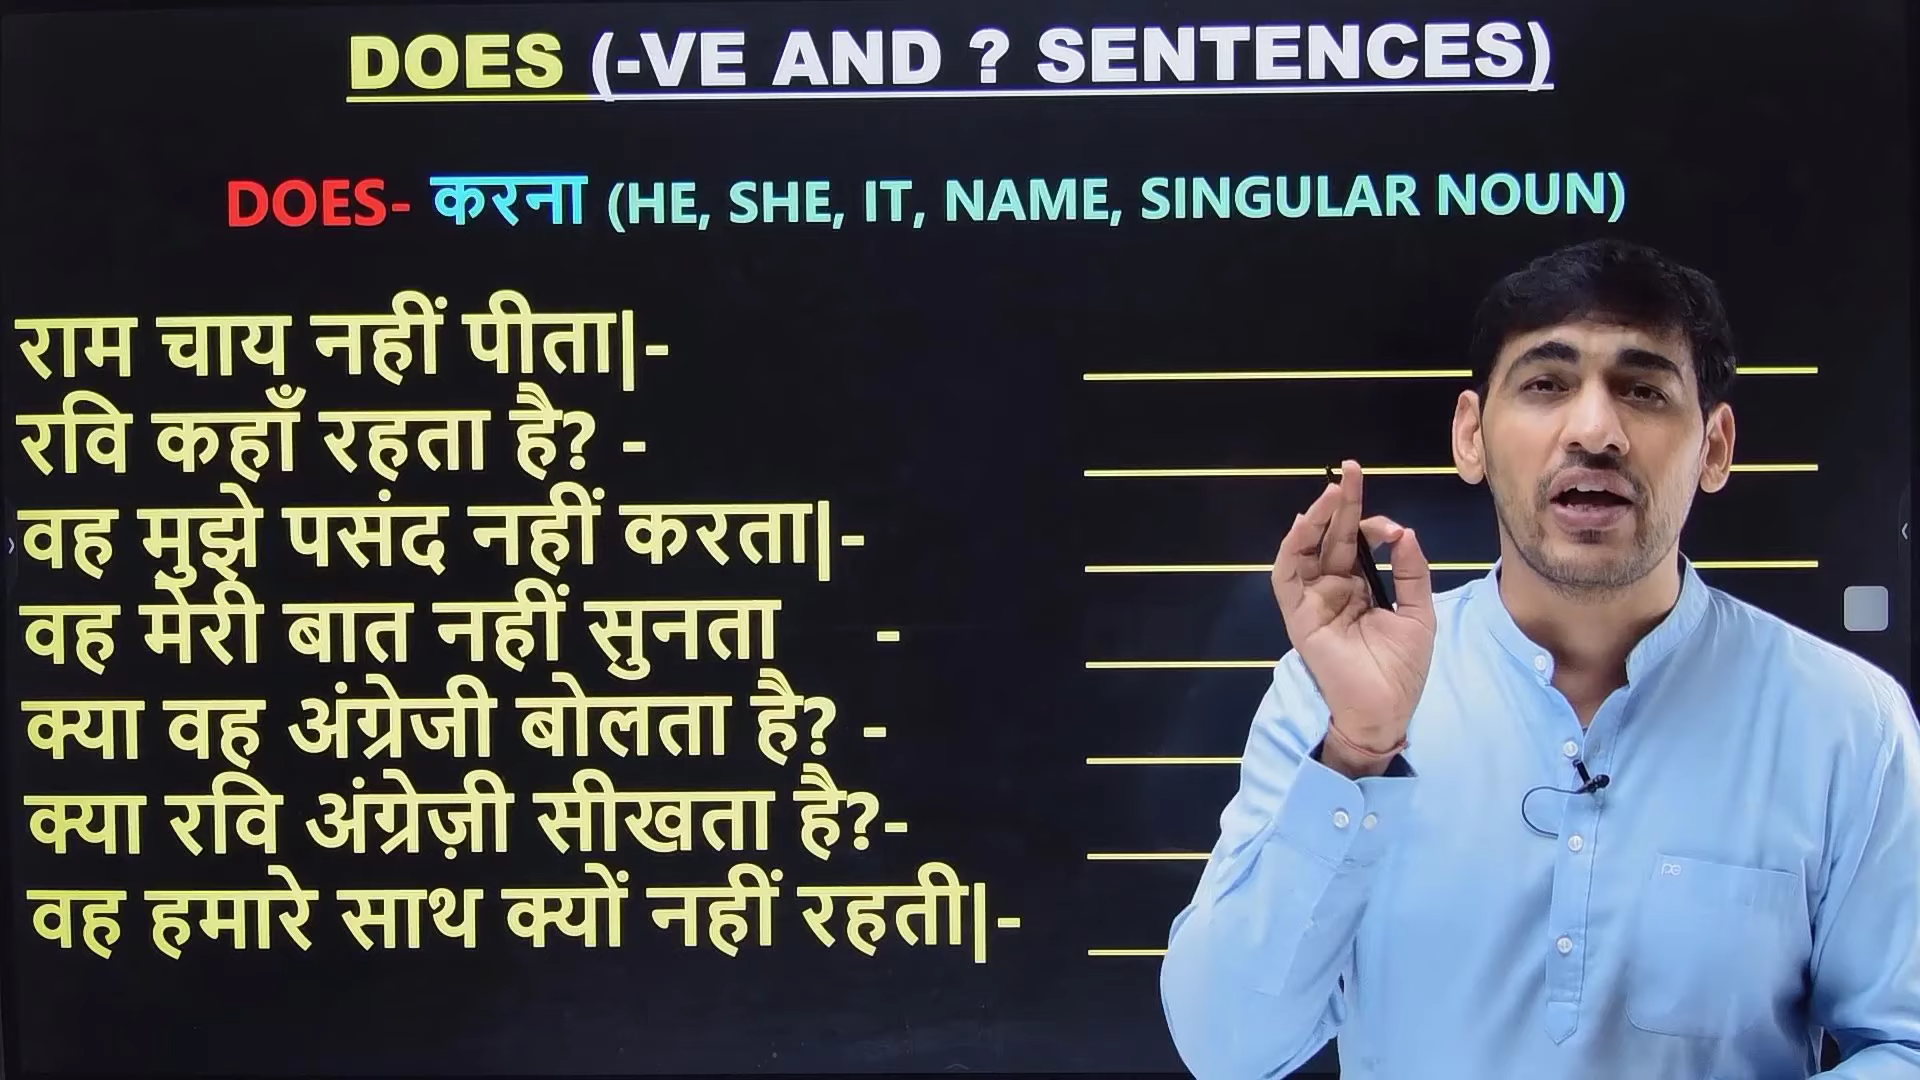 DOES (-VE AND ? SENTENCES)
DOES- करना (HE, SHE, IT, NAME, SINGULAR NOUN)
राम चाय नहीं पीता|-
रवि कहाँ रहता है? -
वह मुझे पसंद नहीं करता|-
वह मेरी बात नहीं सुनता -
क्या वह अंग्रेजी बोलता है? -
क्या रवि अंग्रेज़ी सीखता है?-
वह हमारे साथ क्यों नहीं रहती|-